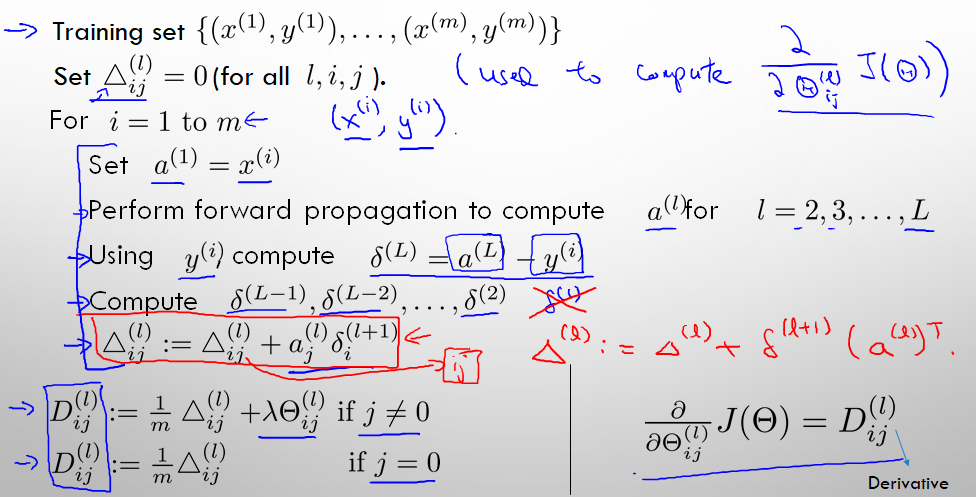 → Training set {(x^(1), y^(1)), . . . , (x^(m), y^(m))}
Set △_ij^(l) = 0 (for all l, i, j ). (used to compute ∂/∂Θ_ij^(l) J(Θ))
For i = 1 to m ← (x^(i), y^(i)).
Set a^(1) = x^(i)
→ Perform forward propagation to compute a^(l) for l = 2, 3, . . . , L
→ Using y^(i), compute δ^(L) = a^(L) − y^(i)
→ Compute δ^(L−1), δ^(L−2), . . . , δ^(2) δ^(1)
→ △_ij^(l) := △_ij^(l) + a_j^(l) δ_i^(l+1) ← Δ^(l) := Δ^(l) + δ^(l+1) (a^(l))^T.
ij
→ D_ij^(l) := 1/m △_ij^(l) + λΘ_ij^(l) if j ≠ 0
→ D_ij^(l) := 1/m △_ij^(l) if j = 0
∂/∂Θ_ij^(l) J(Θ) = D_ij^(l)
Derivative